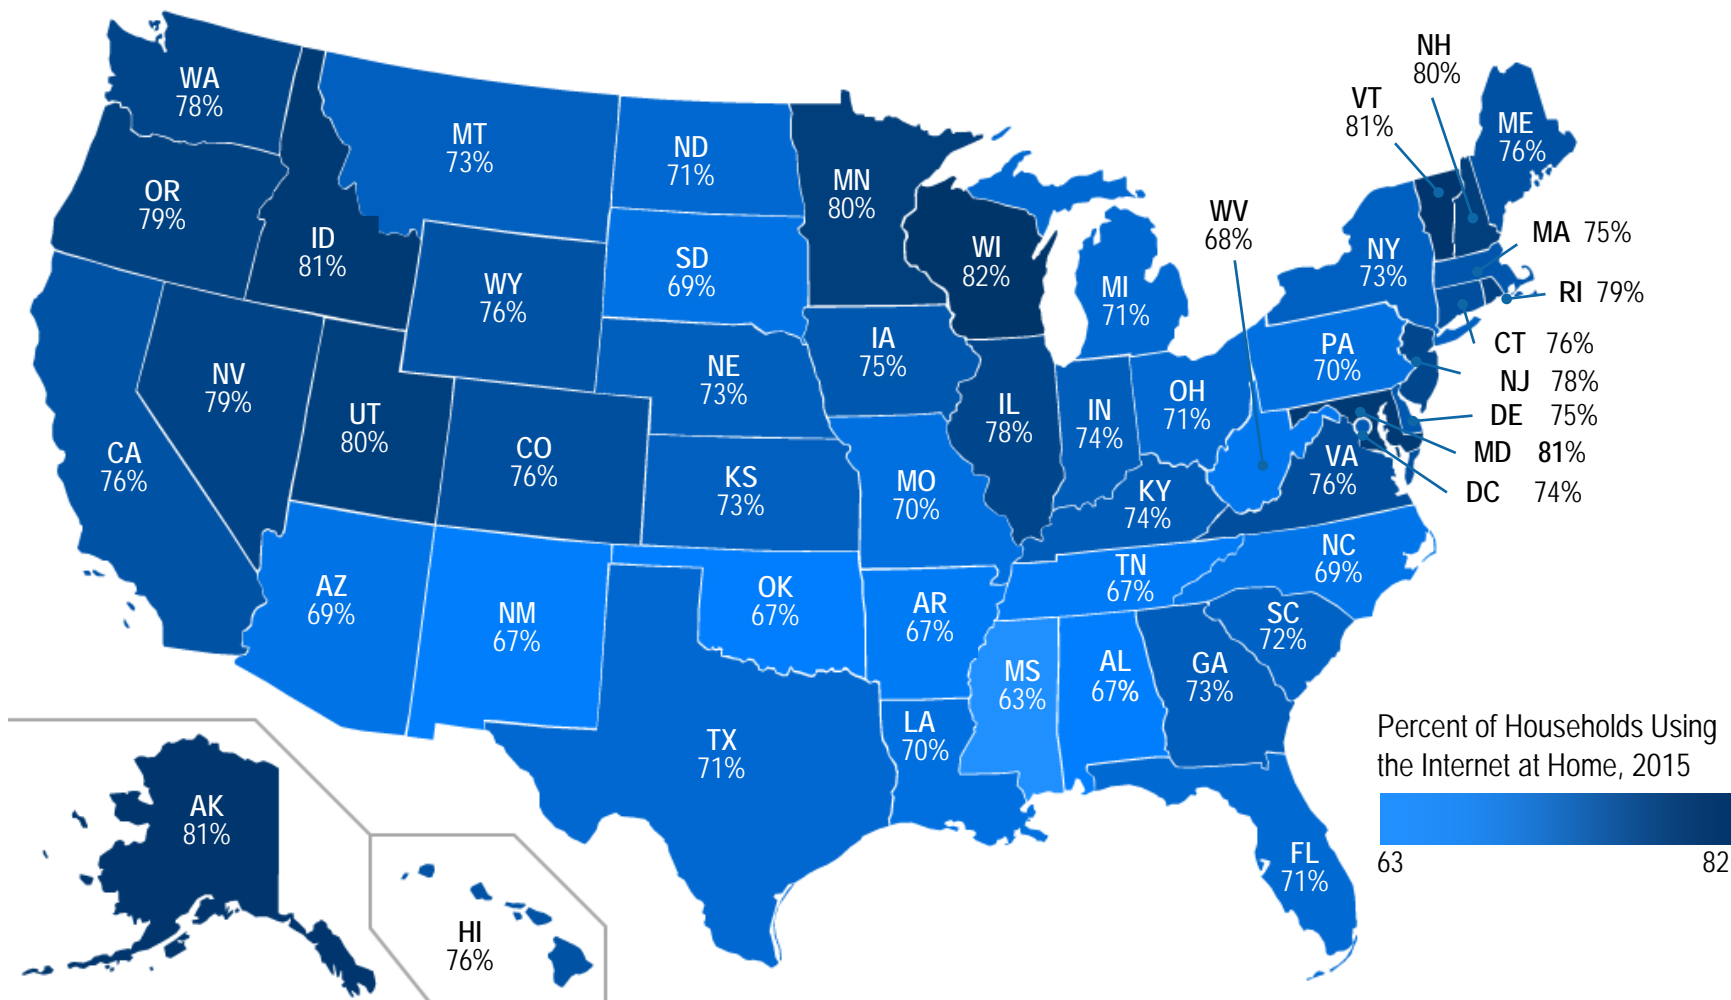 NH
80%
VT
81%
WA
78%
ME
76%
MT
73%
ND
71%
MN
80%
OR
79%
WV
68%
ID
81%
WI
82%
NY
73%
MA 75%
SD
69%
WY
76%
MI
71%
RI 79%
IA
75%
PA
70%
CT 76%
NE
73%
NV
79%
OH
71%
NJ 78%
UT
80%
IL
78%
IN
74%
DE 75%
CO
76%
CA
76%
MD 81%
VA
76%
KS
73%
MO
70%
KY
74%
DC 74%
NC
69%
TN
67%
AZ
69%
OK
67%
AR
67%
NM
67%
SC
72%
MS
63%
AL
67%
GA
73%
LA
70%
TX
71%
Percent of Households Using
the Internet at Home, 2015
63 82
AK
81%
FL
71%
HI
76%